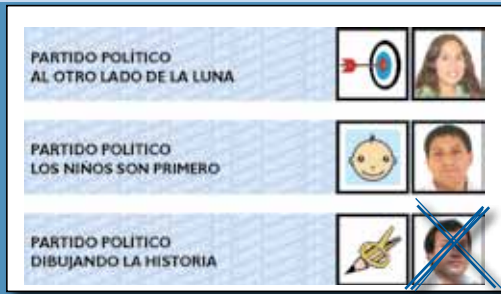 PARTIDO POLÍTICO
AL OTRO LADO DE LA LUNA
PARTIDO POLÍTICO
LOS NIÑOS SON PRIMERO
PARTIDO POLÍTICO
DIBUJANDO LA HISTORIA